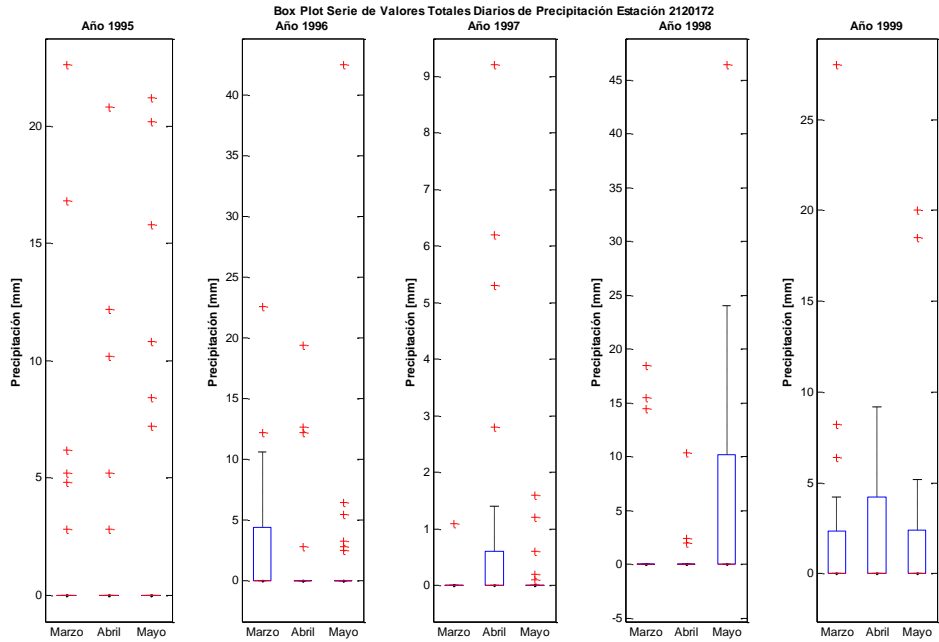 Box Plot Serie de Valores Totales Diarios de Precipitación Estación 2120172
Año 1995
Año 1996
Año 1997
Año 1998
Año 1999
Precipitación [mm]
20
15
10
5
0
Marzo Abril Mayo
Precipitación [mm]
40
35
30
25
20
15
10
5
0
Marzo Abril Mayo
Precipitación [mm]
9
8
7
6
5
4
3
2
1
0
Marzo Abril Mayo
Precipitación [mm]
45
40
35
30
25
20
15
10
5
0
-5
Marzo Abril Mayo
Precipitación [mm]
25
20
15
10
5
0
Marzo Abril Mayo